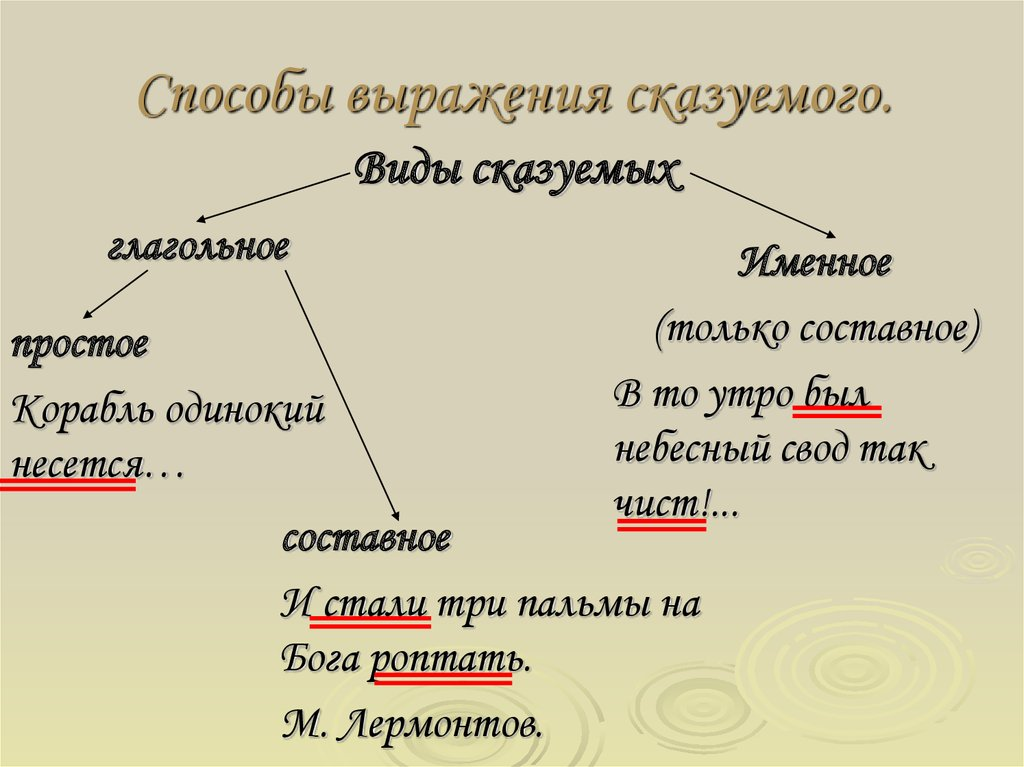 Способы выражения сказуемого.
Виды сказуемых
глагольное
простое
Корабль одинокий
несется…
составное
И стали три пальмы на
Бога роптать.
М. Лермонтов.
Именное
(только составное)
В то утро был
небесный свод так
чист!...